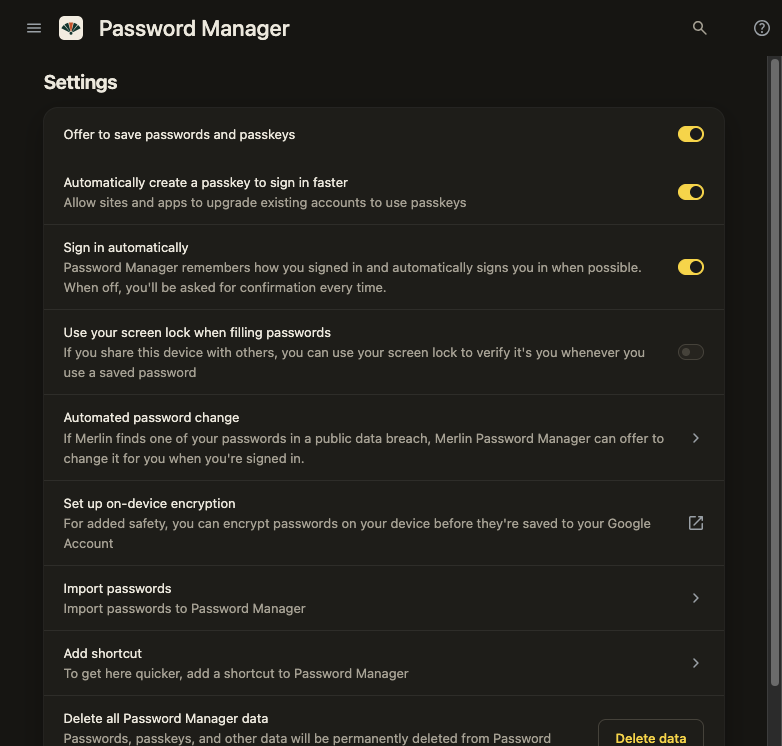 Password Manager
Settings
Offer to save passwords and passkeys
Automatically create a passkey to sign in faster
Allow sites and apps to upgrade existing accounts to use passkeys
Sign in automatically
Password Manager remembers how you signed in and automatically signs you in when possible.
When off, you'll be asked for confirmation every time.
Use your screen lock when filling passwords
If you share this device with others, you can use your screen lock to verify it's you whenever you
use a saved password
Automated password change
If Merlin finds one of your passwords in a public data breach, Merlin Password Manager can offer to
change it for you when you're signed in.
Set up on-device encryption
For added safety, you can encrypt passwords on your device before they're saved to your Google
Account
Import passwords
Import passwords to Password Manager
Add shortcut
To get here quicker, add a shortcut to Password Manager
Delete all Password Manager data
Passwords, passkeys, and other data will be permanently deleted from Password
Delete data